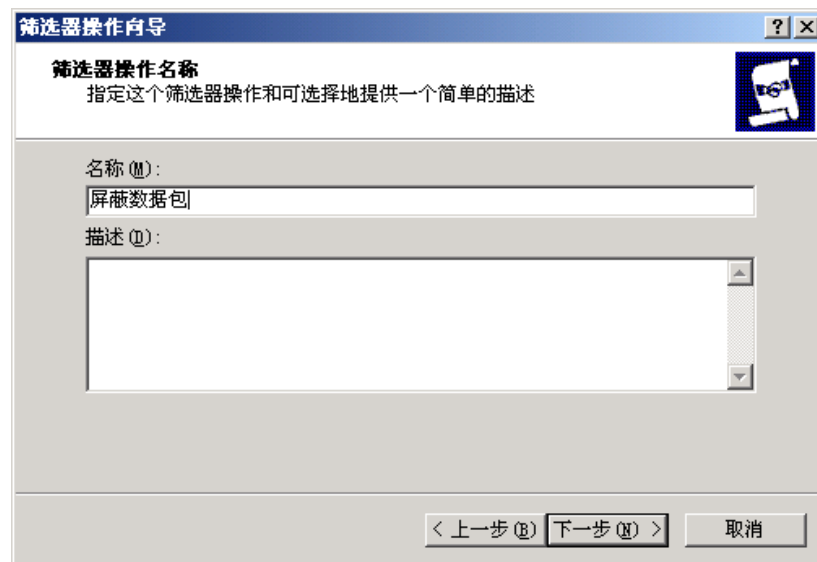 筛选器操作向导
筛选器操作名称
指定这个筛选器操作和可选择地提供一个简单的描述
名称(M):
屏蔽数据包
描述(D):
< 上一步(B) 下一步(N) > 取消